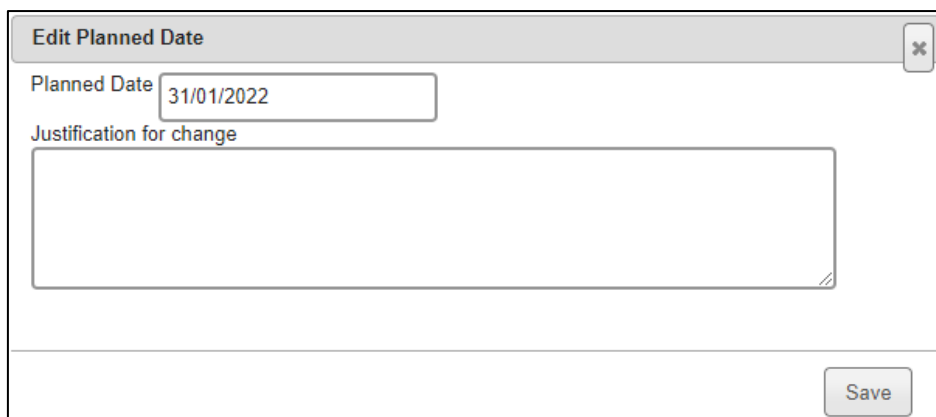 Edit Planned Date
Planned Date 31/01/2022
Justification for change
Save